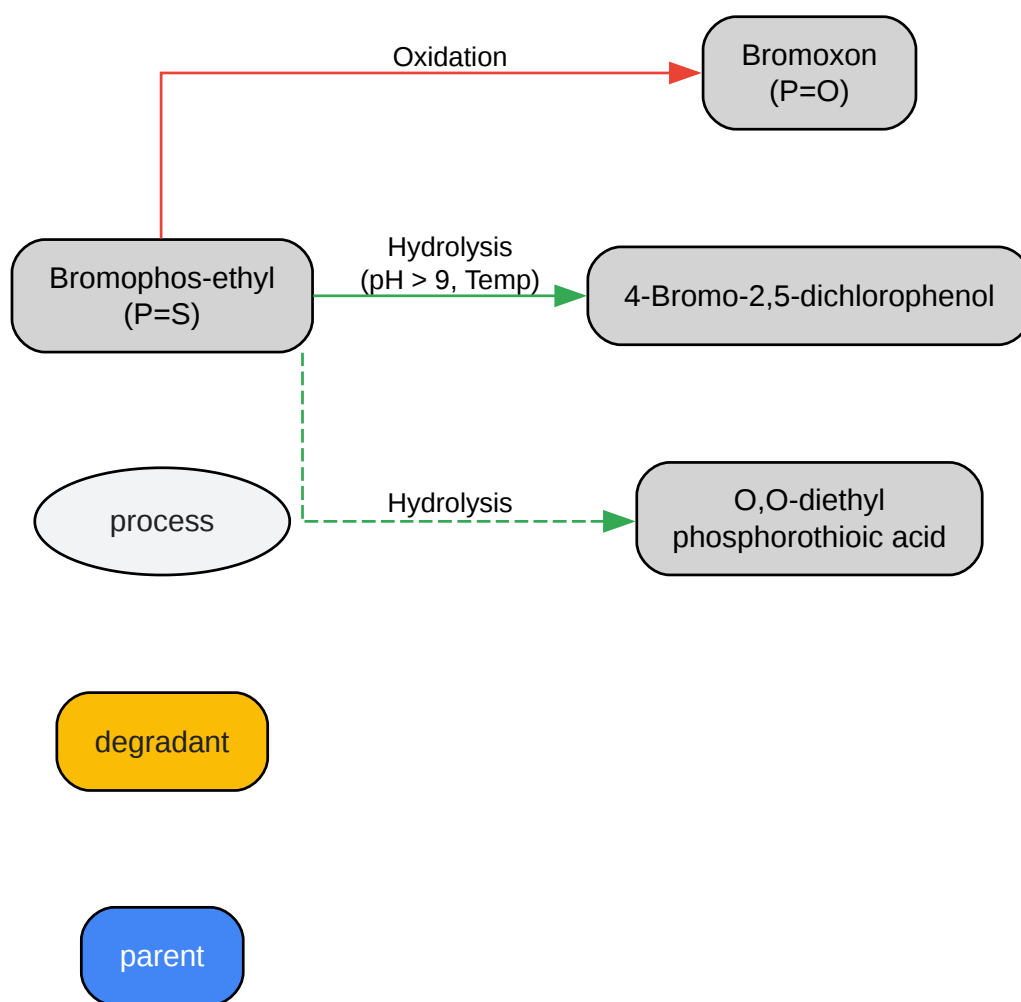 Oxidation
Bromoxon
(P=O)
Bromophos-ethyl
(P=S)
Hydrolysis
(pH > 9, Temp)
4-Bromo-2,5-dichlorophenol
process
Hydrolysis
O,O-diethyl
phosphorothioic acid
degradant
parent